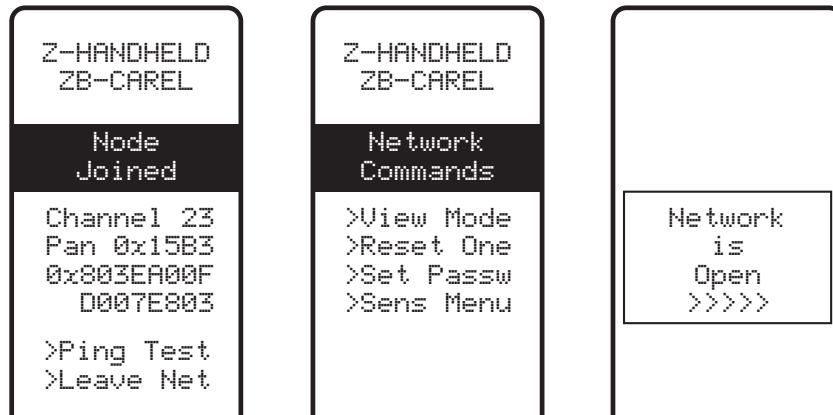 Z-HANDHELD
ZB-CAREL
Node
Joined
Channel 23
Pan 0x15B3
0x803EA00F
D007E803
>Ping Test
>Leave Net
Z-HANDHELD
ZB-CAREL
Network
Commands
>View Mode
>Reset One
>Set Passw
>Sens Menu
Network
is
Open
>>>>>